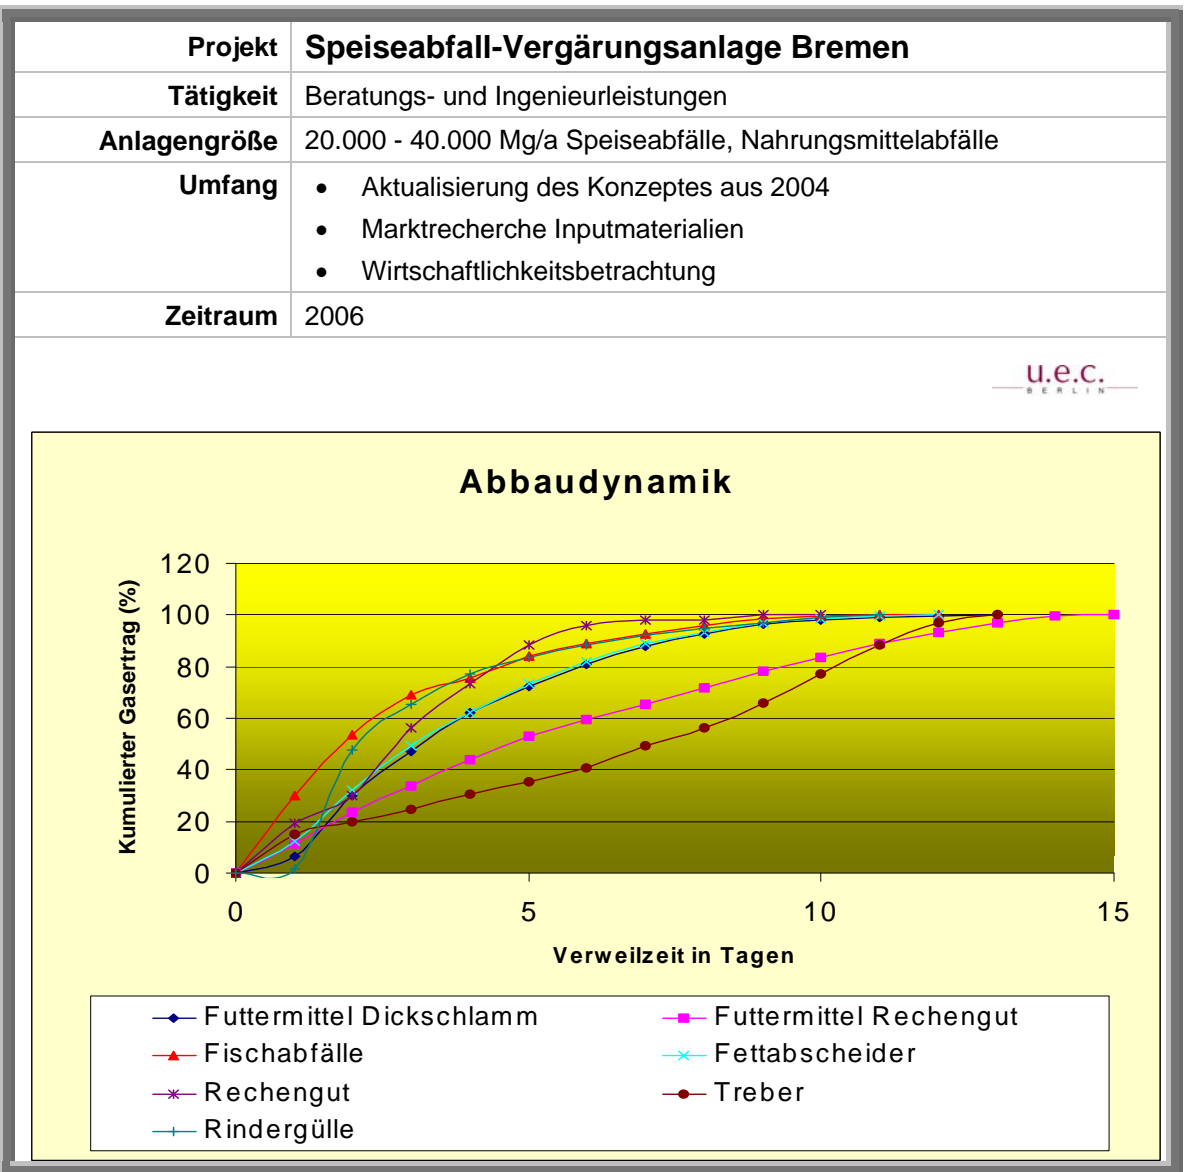 Projekt Speiseabfall-Vergärungsanlage Bremen
Tätigkeit Beratungs- und Ingenieurleistungen
Anlagengröße 20.000 - 40.000 Mg/a Speiseabfälle, Nahrungsmittelabfälle
Umfang • Aktualisierung des Konzeptes aus 2004
• Marktrecherche Inputmaterialien
• Wirtschaftlichkeitsbetrachtung
Zeitraum 2006
u.e.c.
BERLIN
Abbaudynamik
Kumulierter Gasertrag (%)
120
100
80
60
40
20
0
0 5 10 15
Verweilzeit in Tagen
Futtermittel Dickschlamm Futtermittel Rechengut
Fischabfälle Fettabscheider
Rechengut Treber
Rindergülle